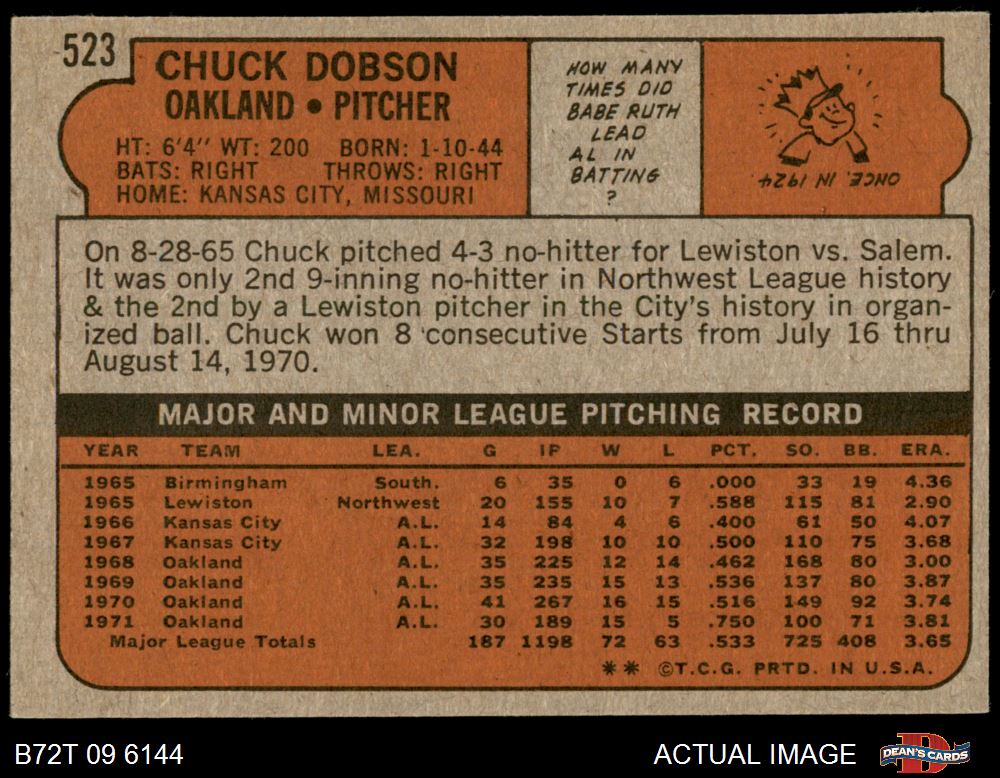 523
CHUCK DOBSON
OAKLAND • PITCHER
HT: 6'4" WT: 200 BORN: 1-10-44
BATS: RIGHT THROWS: RIGHT
HOME: KANSAS CITY, MISSOURI
HOW MANY
TIMES DID
BABE RUTH
LEAD
AL IN
BATTING
?
ONCE, IN 1924
On 8-28-65 Chuck pitched 4-3 no-hitter for Lewiston vs. Salem.
It was only 2nd 9-inning no-hitter in Northwest League history
& the 2nd by a Lewiston pitcher in the City's history in organ-
ized ball. Chuck won 8 consecutive Starts from July 16 thru
August 14, 1970.
MAJOR AND MINOR LEAGUE PITCHING RECORD
YEAR TEAM LEA. G IP W L PCT. SO. BB. ERA.
1965 Birmingham South. 6 35 0 6 .000 33 19 4.36
1965 Lewiston Northwest 20 155 10 7 .588 115 81 2.90
1966 Kansas City A.L. 14 84 4 6 .400 61 50 4.07
1967 Kansas City A.L. 32 198 10 10 .500 110 75 3.68
1968 Oakland A.L. 35 225 12 14 .462 168 80 3.00
1969 Oakland A.L. 35 235 15 13 .536 137 80 3.87
1970 Oakland A.L. 41 267 16 15 .516 149 92 3.74
1971 Oakland A.L. 30 189 15 5 .750 100 71 3.81
Major League Totals 187 1198 72 63 .533 725 408 3.65
** ©T.C.G. PRTD. IN U.S.A.
B72T 09 6144 ACTUAL IMAGE DEAN'S CARDS